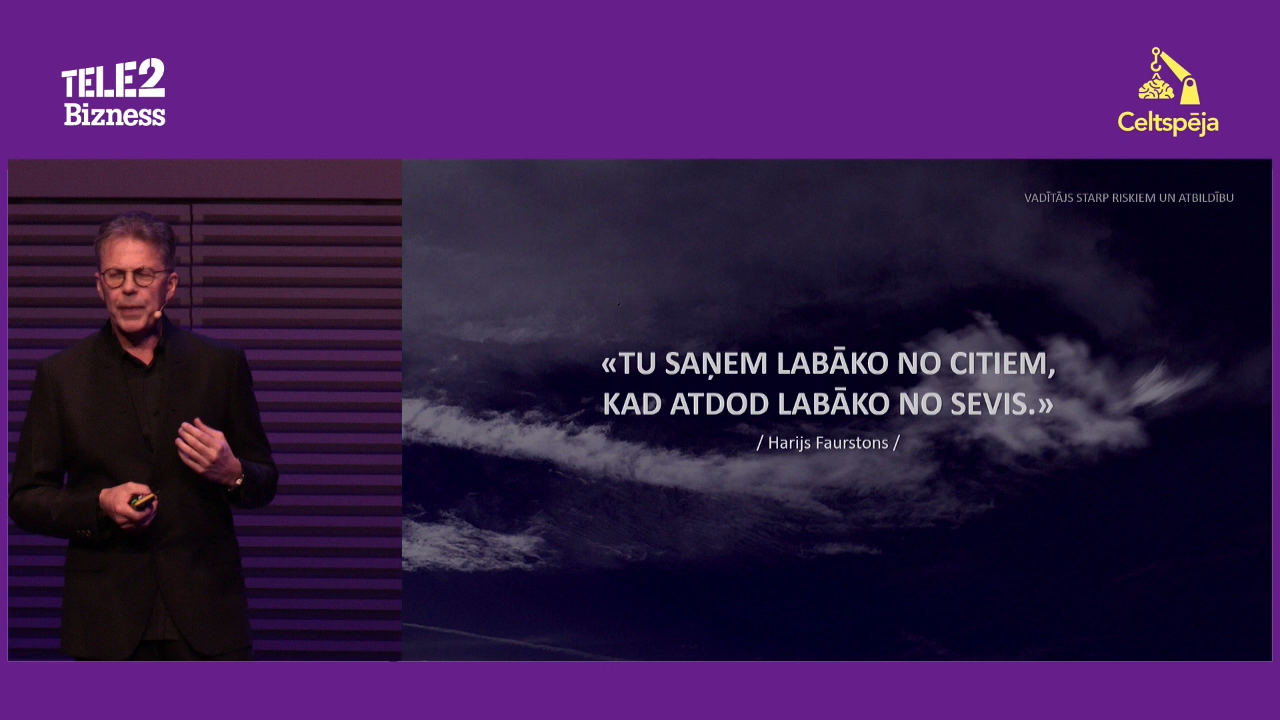 TELE2
Bizness
Celtspēja
VADĪTĀJS STARP RISKIEM UN ATBILDĪBU
«TU SAŅEM LABĀKO NO CITIEM,
KAD ATDOD LABĀKO NO SEVIS.»
/ Harijs Faurstons /